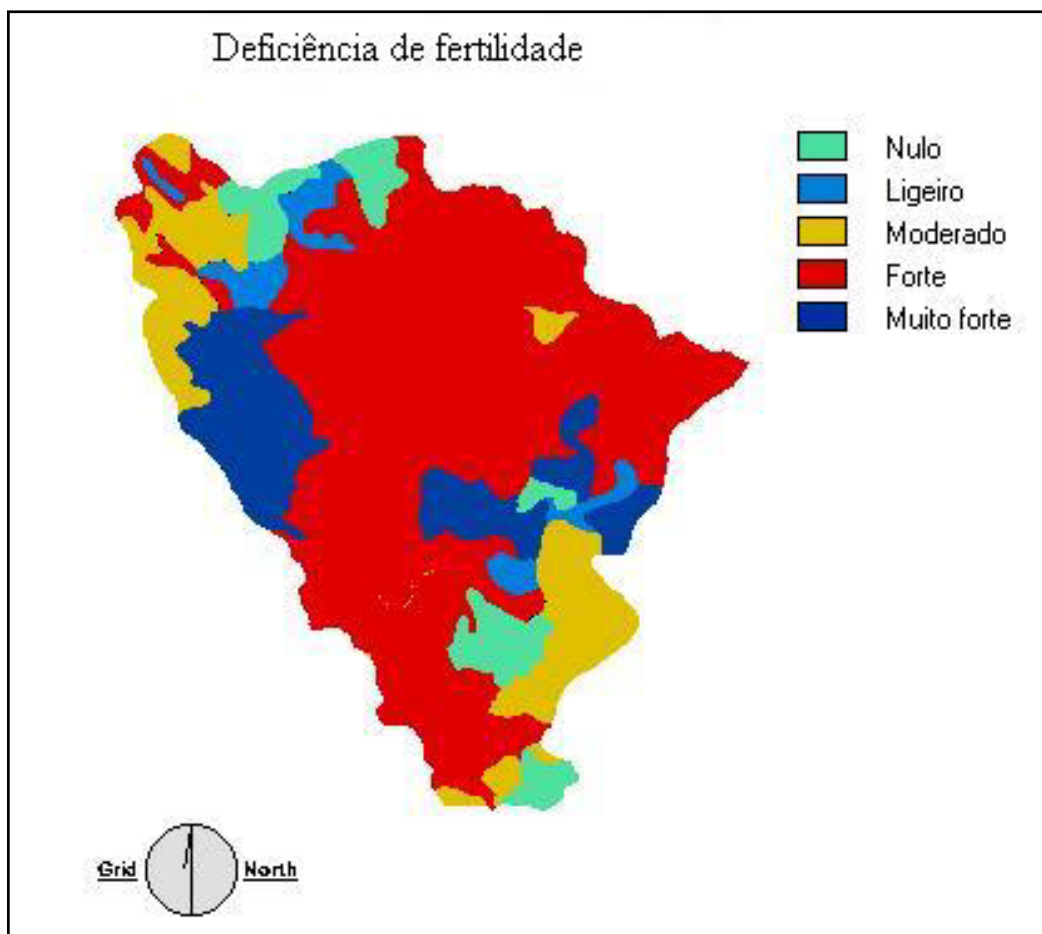 Deficiência de fertilidade
Nulo
Ligeiro
Moderado
Forte
Muito forte
Grid North